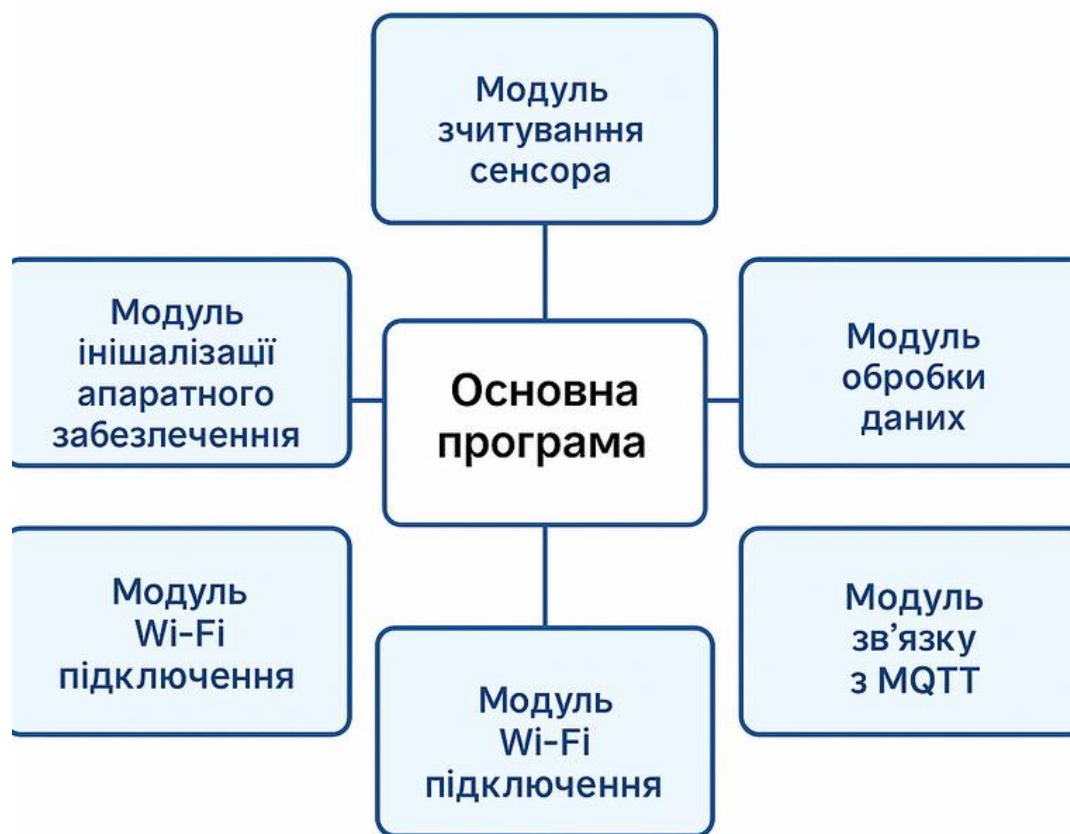 Модуль
зчитування
сенсора
Модуль
інішалізації
апаратного
забезлечення
Основна
програма
Модуль
обробки
даних
Модуль
Wi-Fi
підключення
Модуль
Wi-Fi
підключення
Модуль
зв’язку
з MQTT